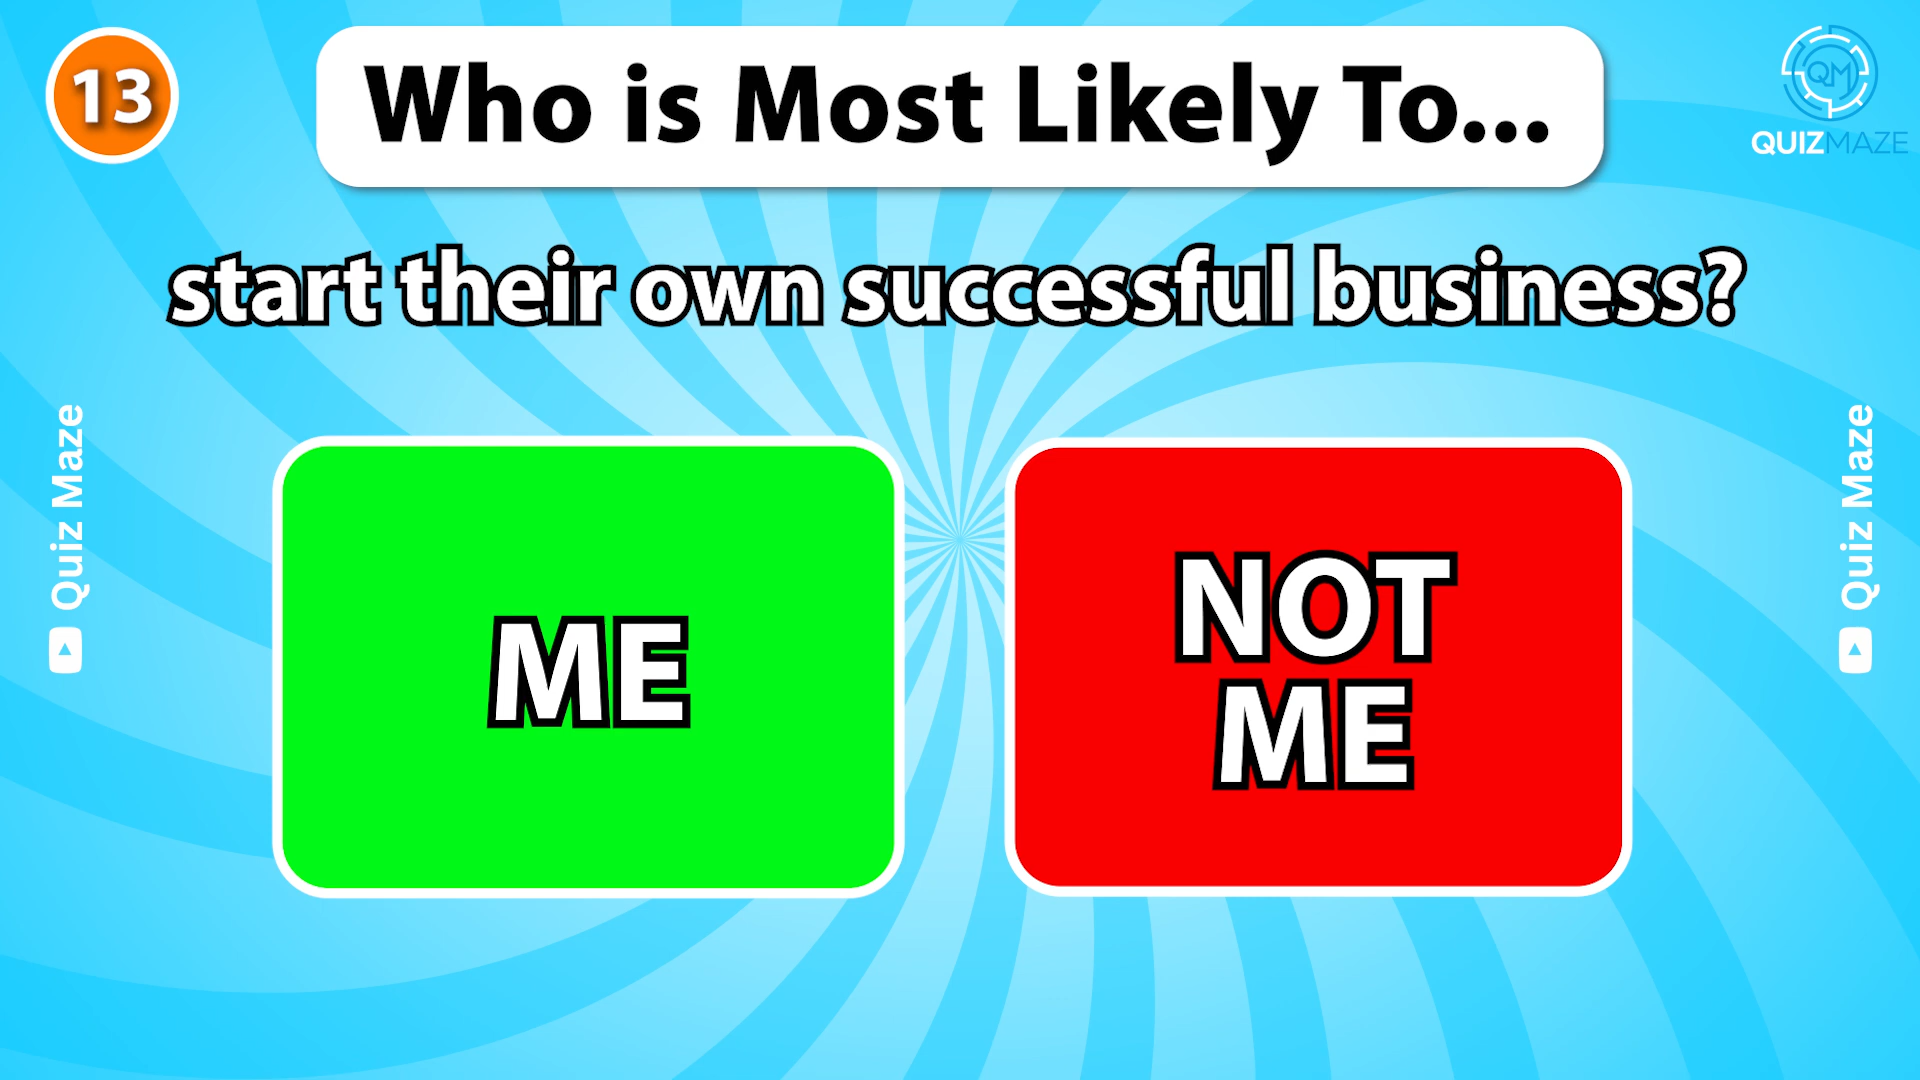 13
Who is Most Likely To...
QM
QUIZMAZE
start their own successful business?
Quiz Maze
Quiz Maze
ME
NOT
ME